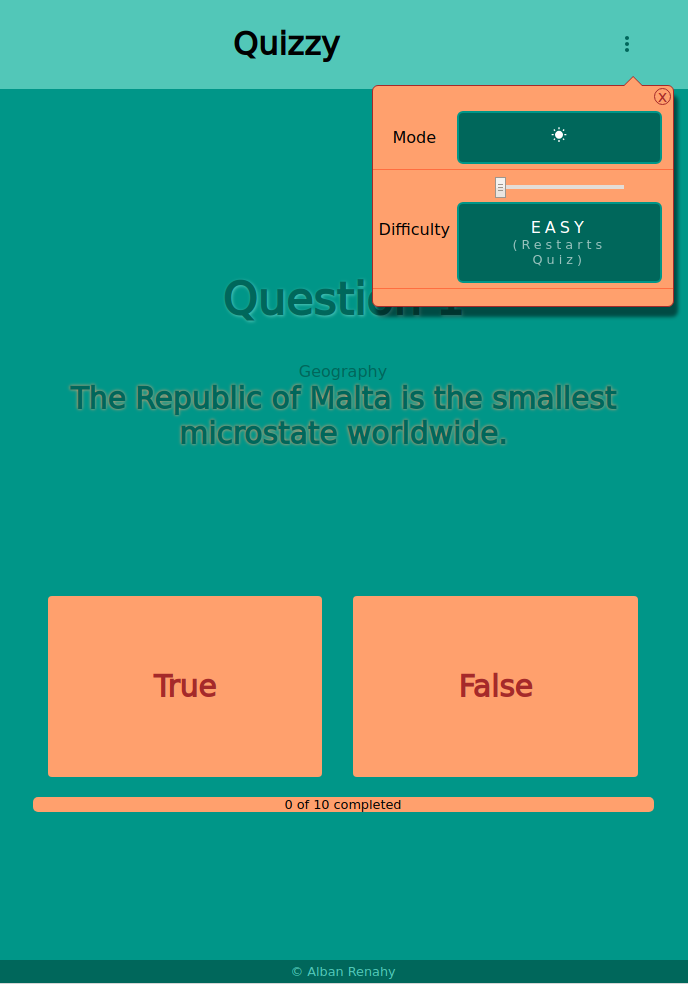 Quizzy
X
Mode
Difficulty
EASY
(Restarts
Quiz)
Question 1
Geography
The Republic of Malta is the smallest
microstate worldwide.
True
False
0 of 10 completed
© Alban Renahy